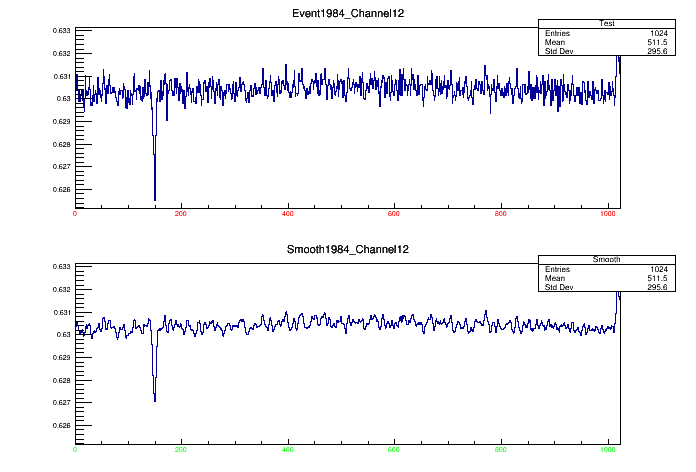 Event1984_Channel12
Test
Entries 1024
Mean 511.5
Std Dev 295.6
0.633
0.632
0.631
0.63
0.629
0.628
0.627
0.626
0 200 400 600 800 1000
Smooth1984_Channel12
Smooth
Entries 1024
Mean 511.5
Std Dev 295.6
0.633
0.632
0.631
0.63
0.629
0.628
0.627
0.626
0 200 400 600 800 1000